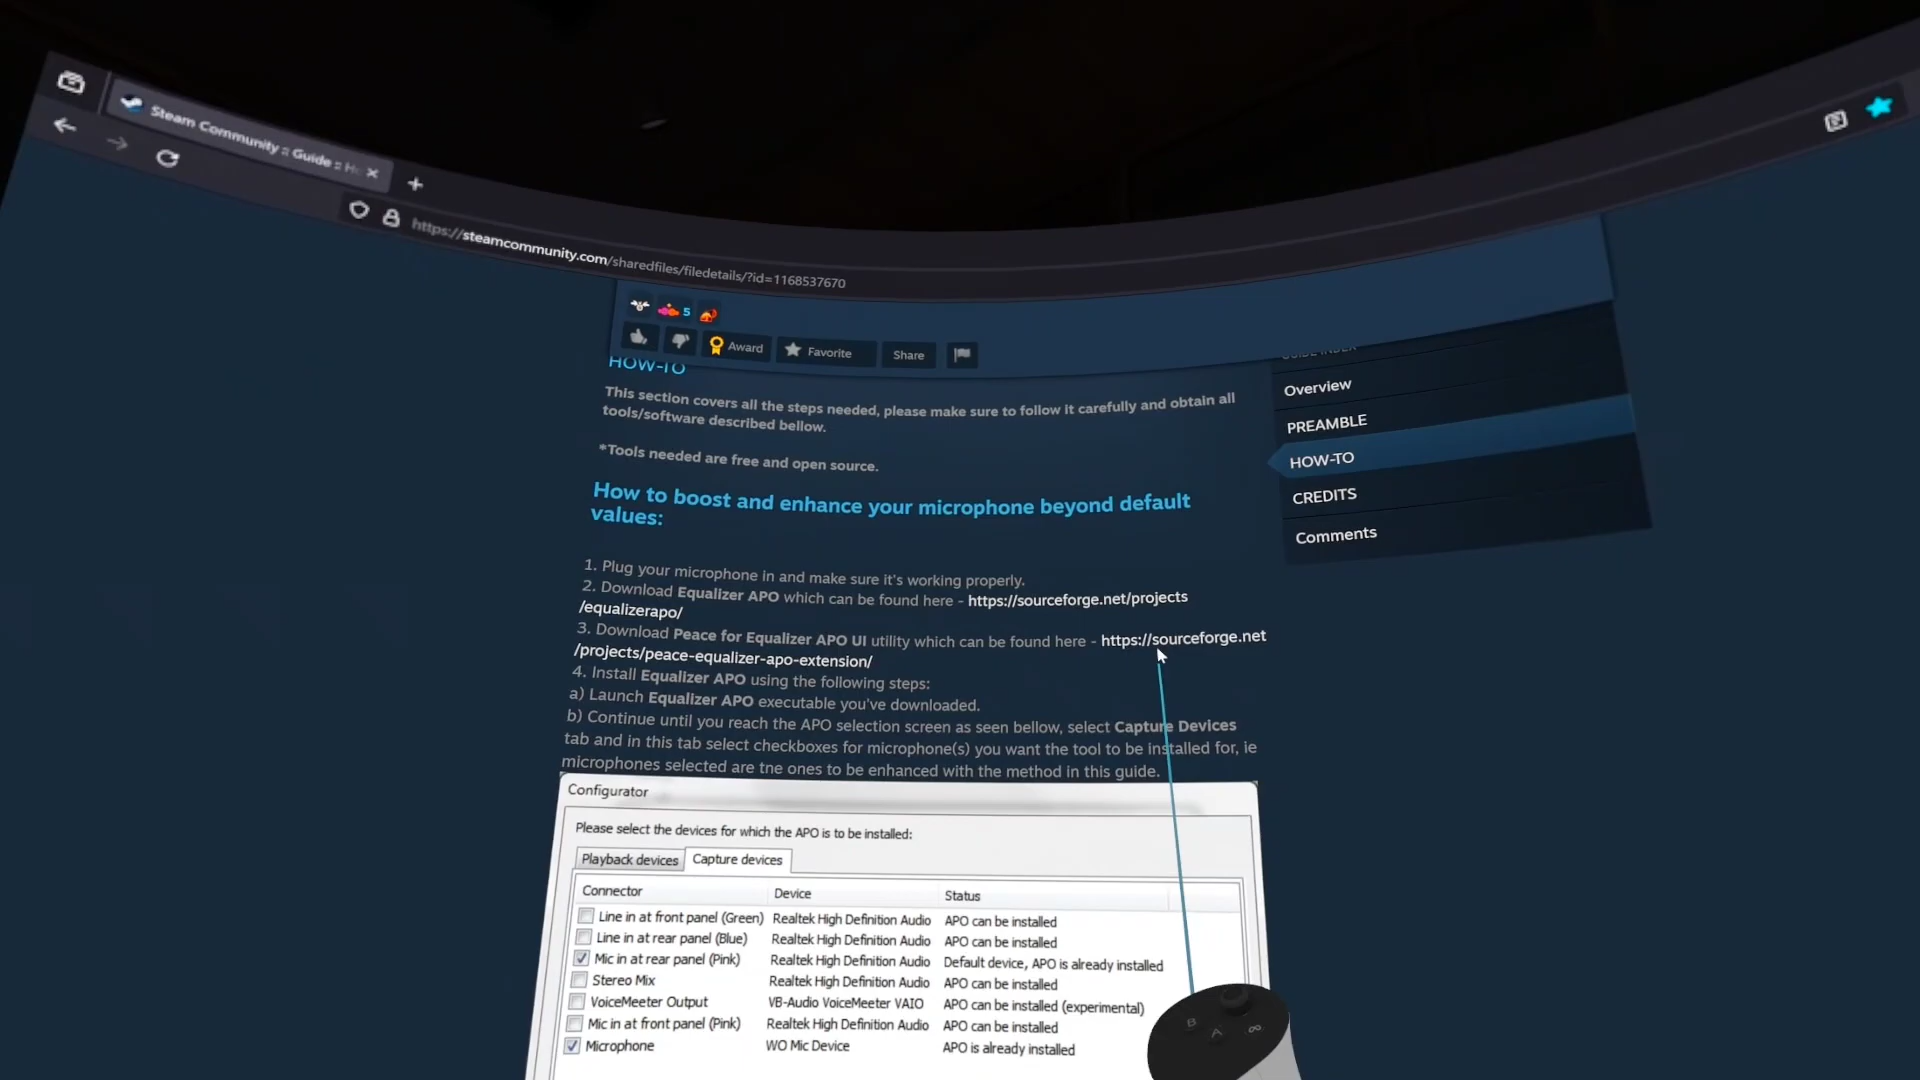 Steam Community :: Guide ::
https://steamcommunity.com/sharedfiles/filedetails/?id=1168537670
5
Award
Favorite
Share
HOW-TO
This section covers all the steps needed, please make sure to follow it carefully and obtain all
tools/software described bellow.
*Tools needed are free and open source.
How to boost and enhance your microphone beyond default
values:
1. Plug your microphone in and make sure it's working properly.
2. Download Equalizer APO which can be found here - https://sourceforge.net/projects
/equalizerapo/
3. Download Peace for Equalizer APO UI utility which can be found here - https://sourceforge.net
/projects/peace-equalizer-apo-extension/
4. Install Equalizer APO using the following steps:
a) Launch Equalizer APO executable you've downloaded.
b) Continue until you reach the APO selection screen as seen bellow, select Capture Devices
tab and in this tab select checkboxes for microphone(s) you want the tool to be installed for, ie
microphones selected are tne ones to be enhanced with the method in this guide.
GUIDE INDEX
Overview
PREAMBLE
HOW-TO
CREDITS
Comments
Configurator
Please select the devices for which the APO is to be installed:
Playback devices Capture devices
Connector Device Status
Line in at front panel (Green) Realtek High Definition Audio APO can be installed
Line in at rear panel (Blue) Realtek High Definition Audio APO can be installed
Mic in at rear panel (Pink) Realtek High Definition Audio Default device, APO is already installed
Stereo Mix Realtek High Definition Audio APO can be installed
VoiceMeeter Output VB-Audio VoiceMeeter VAIO APO can be installed (experimental)
Mic in at front panel (Pink) Realtek High Definition Audio APO can be installed
Microphone WO Mic Device APO is already installed
B
A